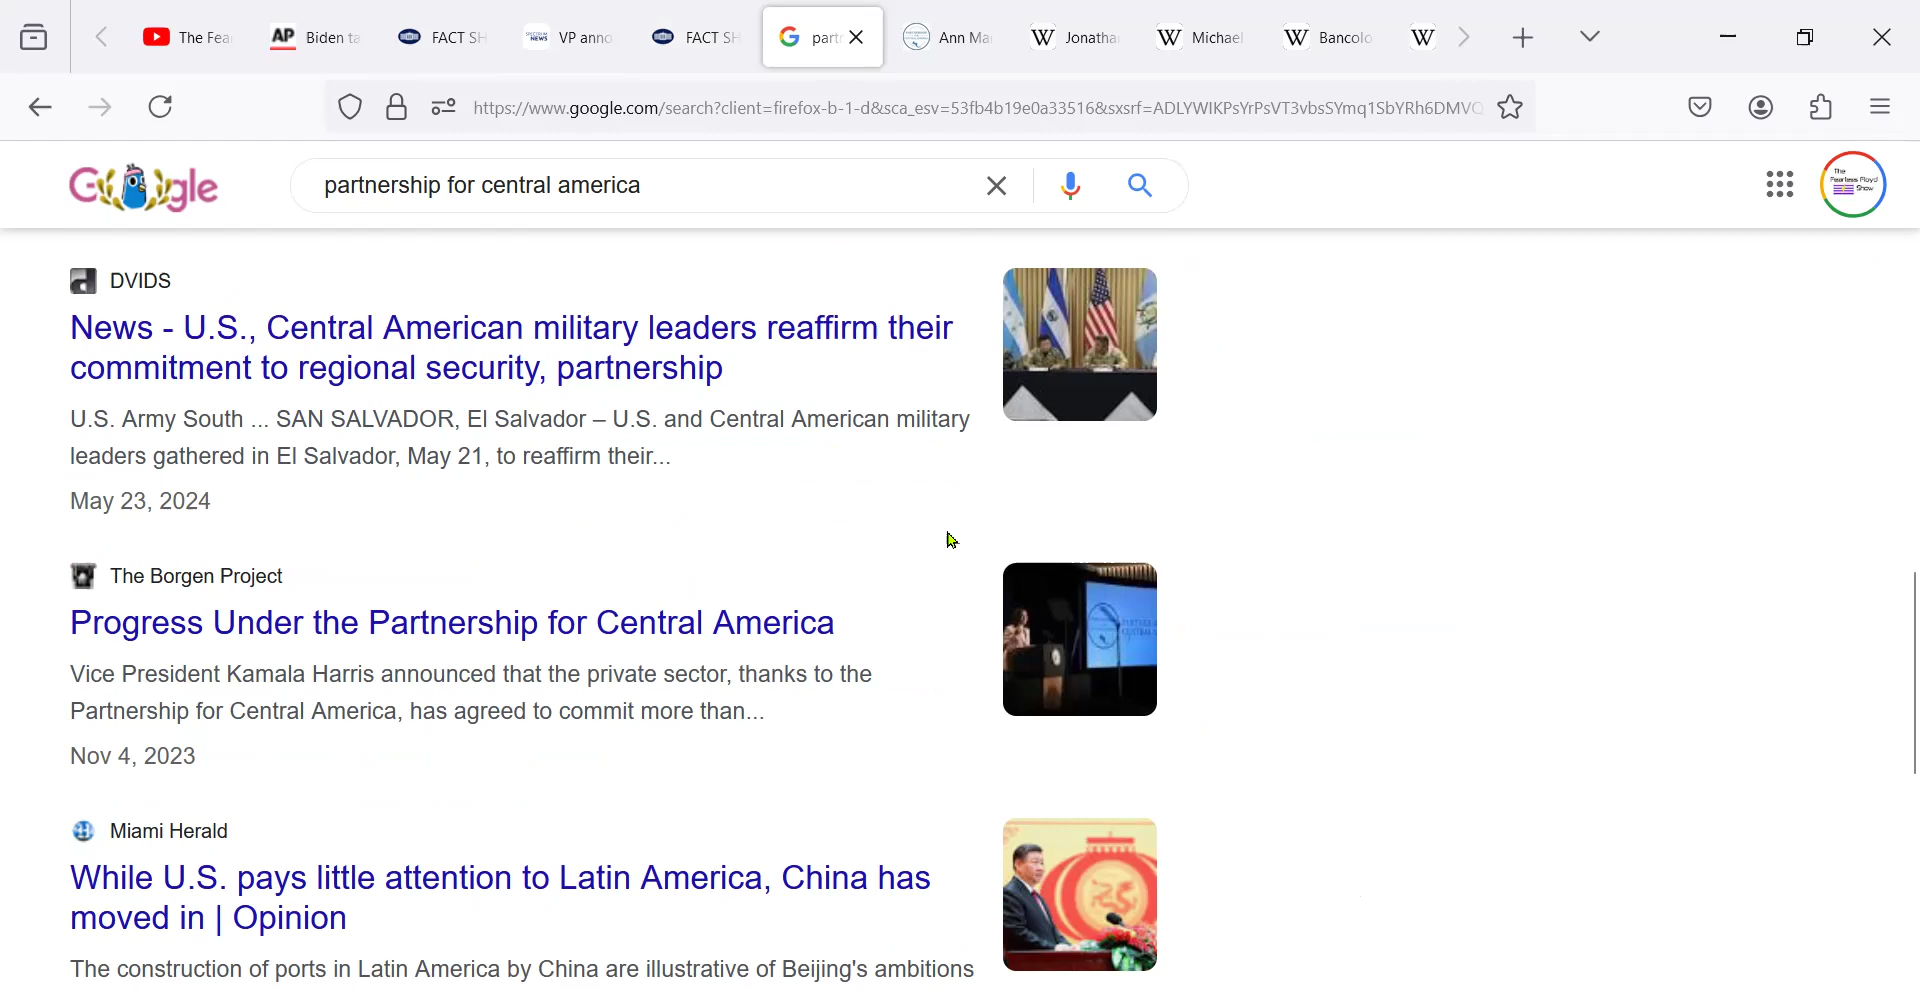 The Fea
AP Biden ta
FACT SH
VP anno
FACT SH
part
Ann Ma
W Jonatha
W Michael
W Bancolo
W
https://www.google.com/search?client=firefox-b-1-d&sca_esv=53fb4b19e0a33516&sxsrf=ADLYWIKPsYrPsVT3vbsSYmq1SbYRh6DMVQ
Google
partnership for central america
The
Fearless Floyd
Show
DVIDS
News - U.S., Central American military leaders reaffirm their
commitment to regional security, partnership
U.S. Army South ... SAN SALVADOR, El Salvador – U.S. and Central American military
leaders gathered in El Salvador, May 21, to reaffirm their...
May 23, 2024
The Borgen Project
Progress Under the Partnership for Central America
Vice President Kamala Harris announced that the private sector, thanks to the
Partnership for Central America, has agreed to commit more than...
Nov 4, 2023
Miami Herald
While U.S. pays little attention to Latin America, China has
moved in | Opinion
The construction of ports in Latin America by China are illustrative of Beijing's ambitions